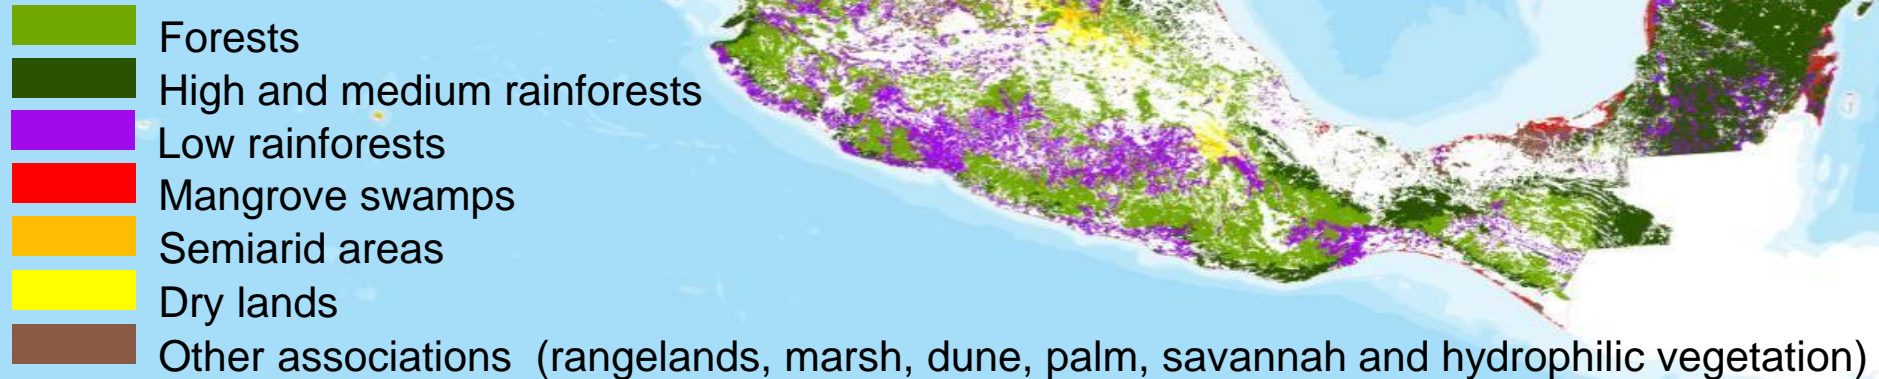 Forests
High and medium rainforests
Low rainforests
Mangrove swamps
Semiarid areas
Dry lands
Other associations  (rangelands, marsh, dune, palm, savannah and hydrophilic vegetation)